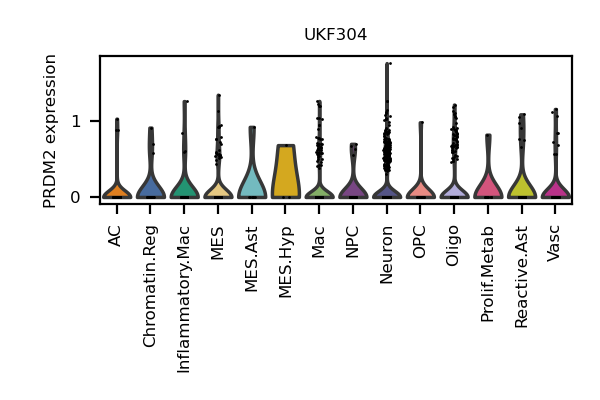 UKF304
PRDM2 expression
1
0
AC
Chromatin.Reg
Inflammatory.Mac
MES
MES.Ast
MES.Hyp
Mac
NPC
Neuron
OPC
Oligo
Prolif.Metab
Reactive.Ast
Vasc